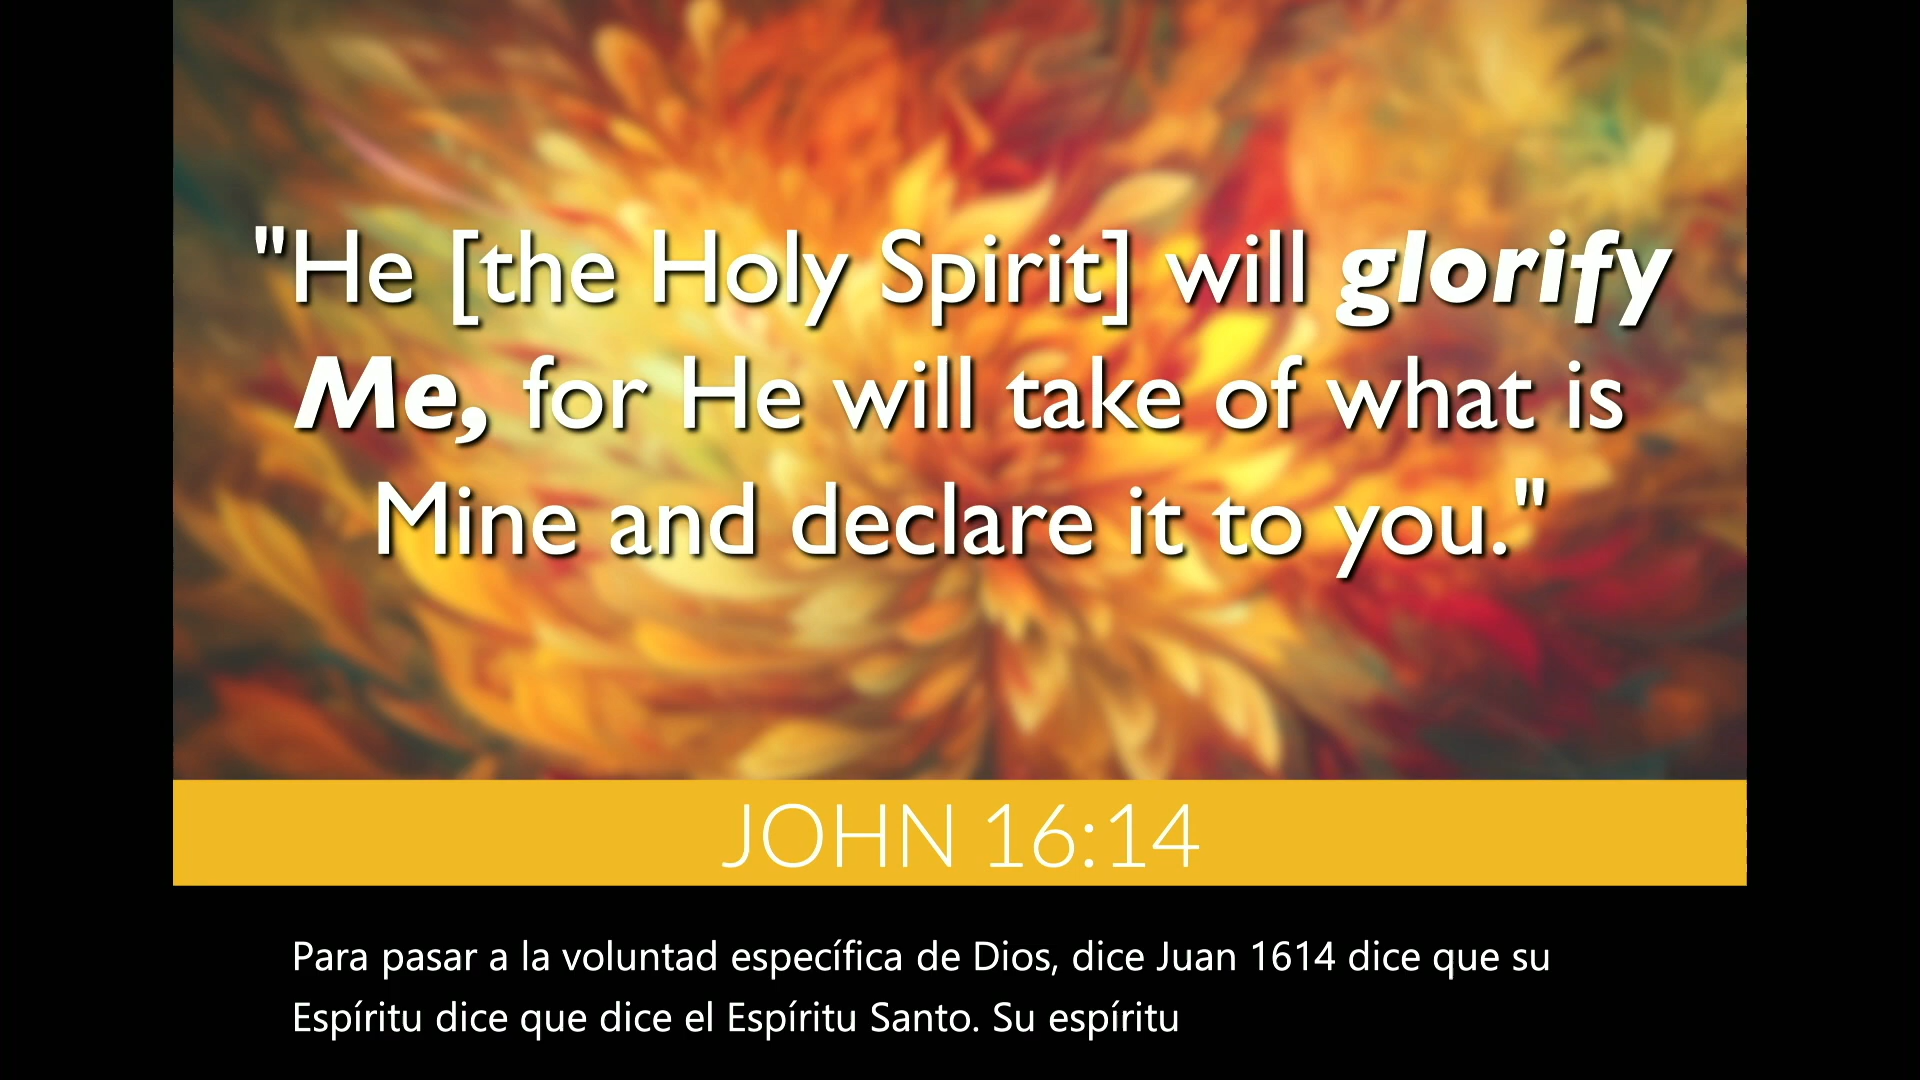 "He [the Holy Spirit] will glorify
Me, for He will take of what is
Mine and declare it to you."
JOHN 16:14
Para pasar a la voluntad específica de Dios, dice Juan 1614 dice que su
Espíritu dice que dice el Espíritu Santo. Su espíritu